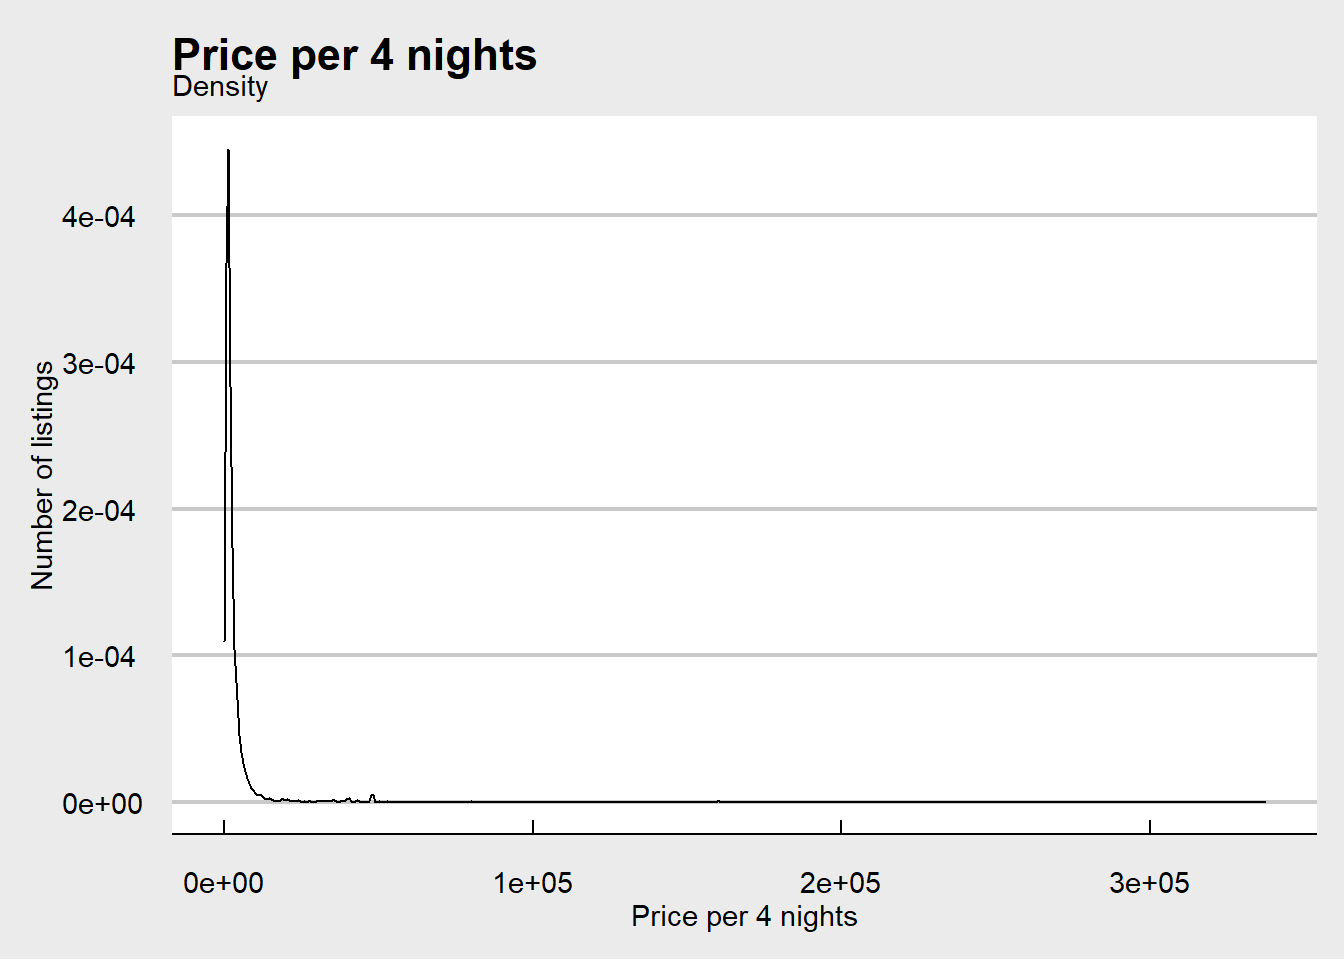 Price per 4 nights
Density
Number of listings
4e-04
3e-04
2e-04
1e-04
0e+00
0e+00 1e+05 2e+05 3e+05
Price per 4 nights